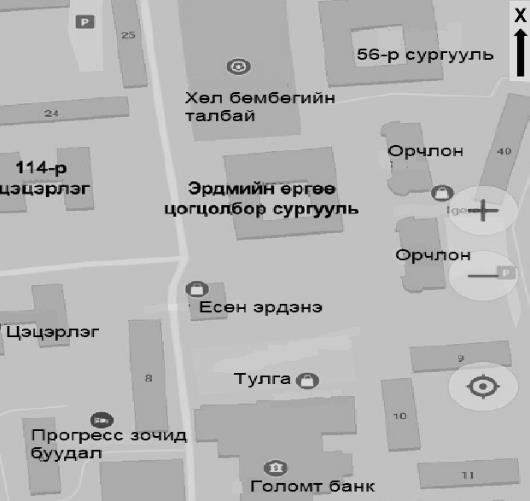 P
25
X
56-р сургууль
Хөл бөмбөгийн
талбай
24
Орчлон
40
114-р
цэцэрлэг
Эрдмийн өргөө
цогцолбор сургууль
Орчлон
P
Есөн эрдэнэ
Цэцэрлэг
8
Тулга
9
10
Прогресс зочид
буудал
11
Голомт банк